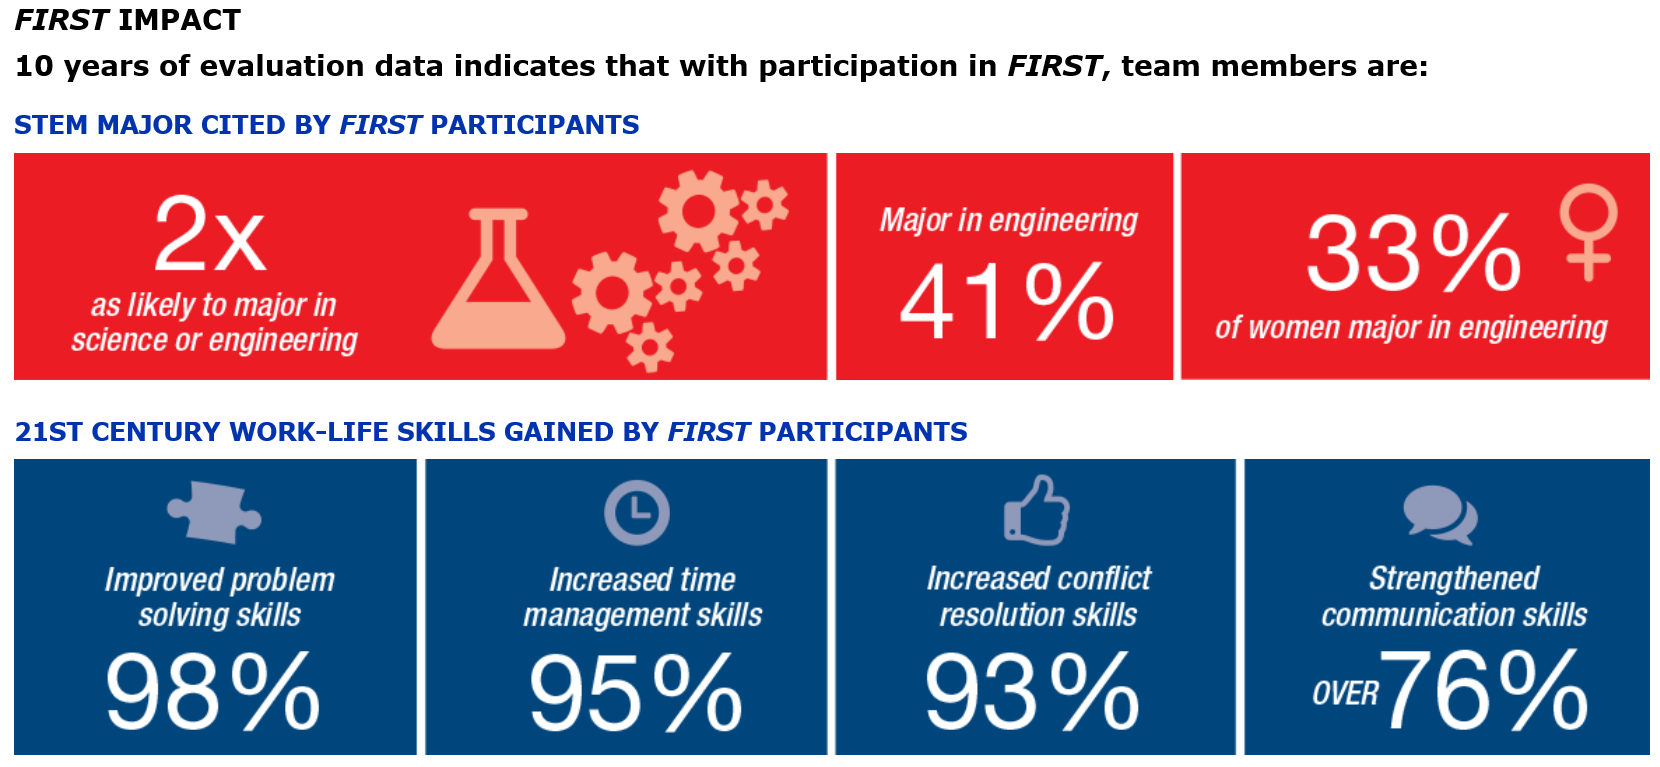 FIRST IMPACT
10 years of evaluation data indicates that with participation in FIRST, team members are:
STEM MAJOR CITED BY FIRST PARTICIPANTS
2x
as likely to major in
science or engineering
Major in engineering
41%
33%
of women major in engineering
21ST CENTURY WORK-LIFE SKILLS GAINED BY FIRST PARTICIPANTS
Improved problem
solving skills
98%
Increased time
management skills
95%
Increased conflict
resolution skills
93%
Strengthened
communication skills
OVER 76%